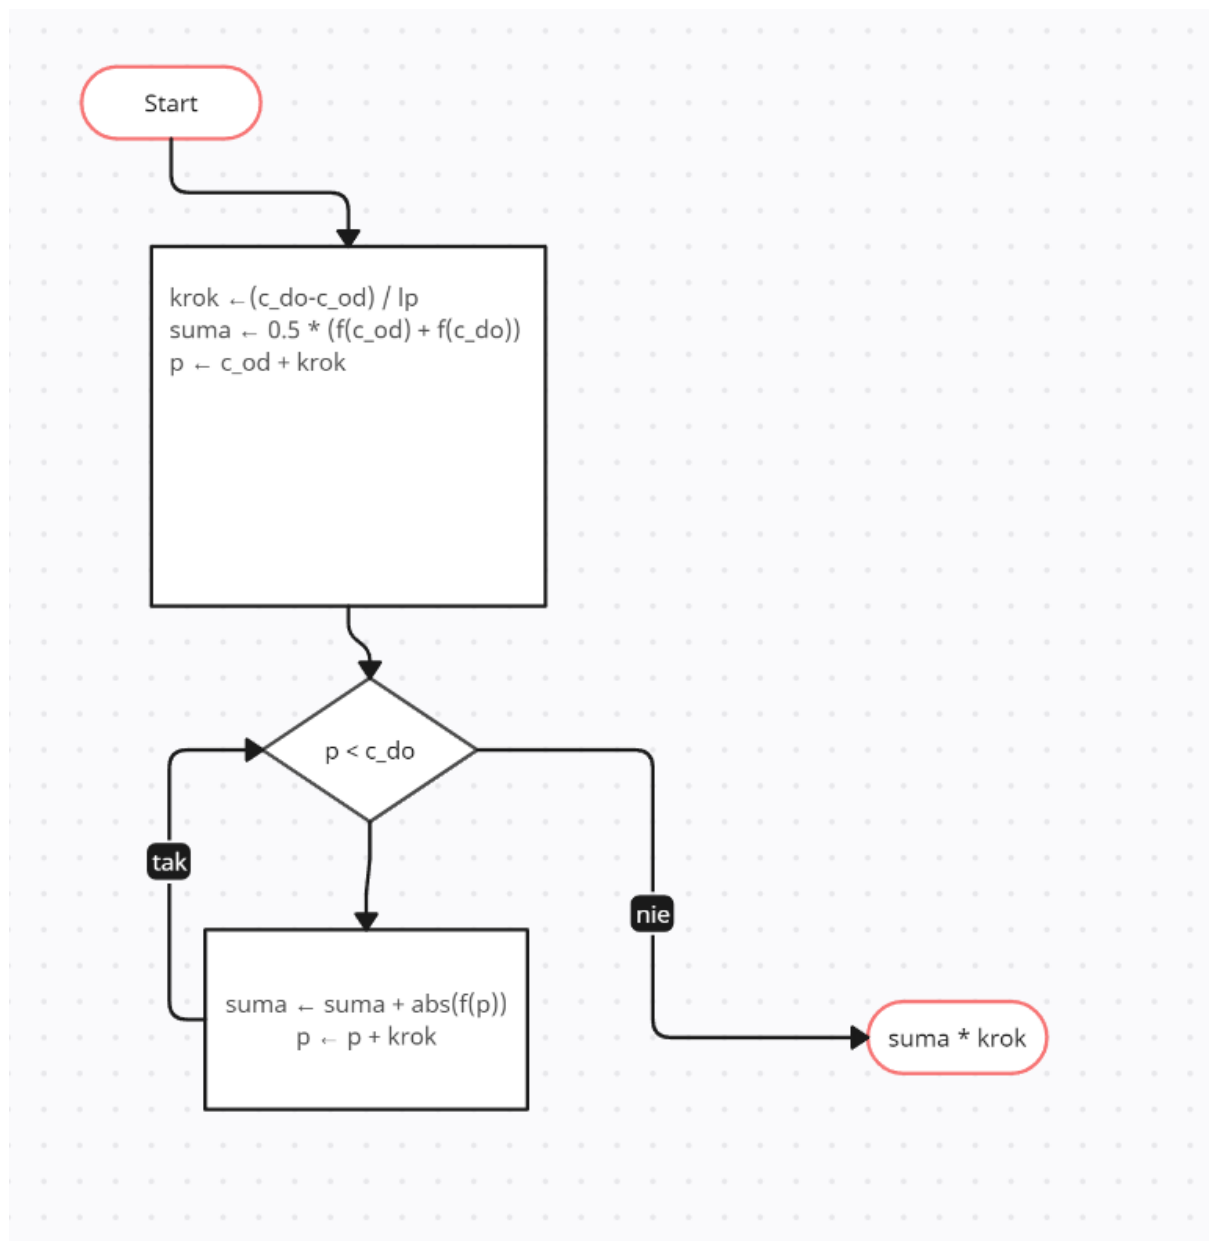 Start
krok ←(c_do-c_od) / lp
suma ← 0.5 * (f(c_od) + f(c_do))
p ← c_od + krok
p < c_do
tak
nie
suma ← suma + abs(f(p))
p ← p + krok
suma * krok